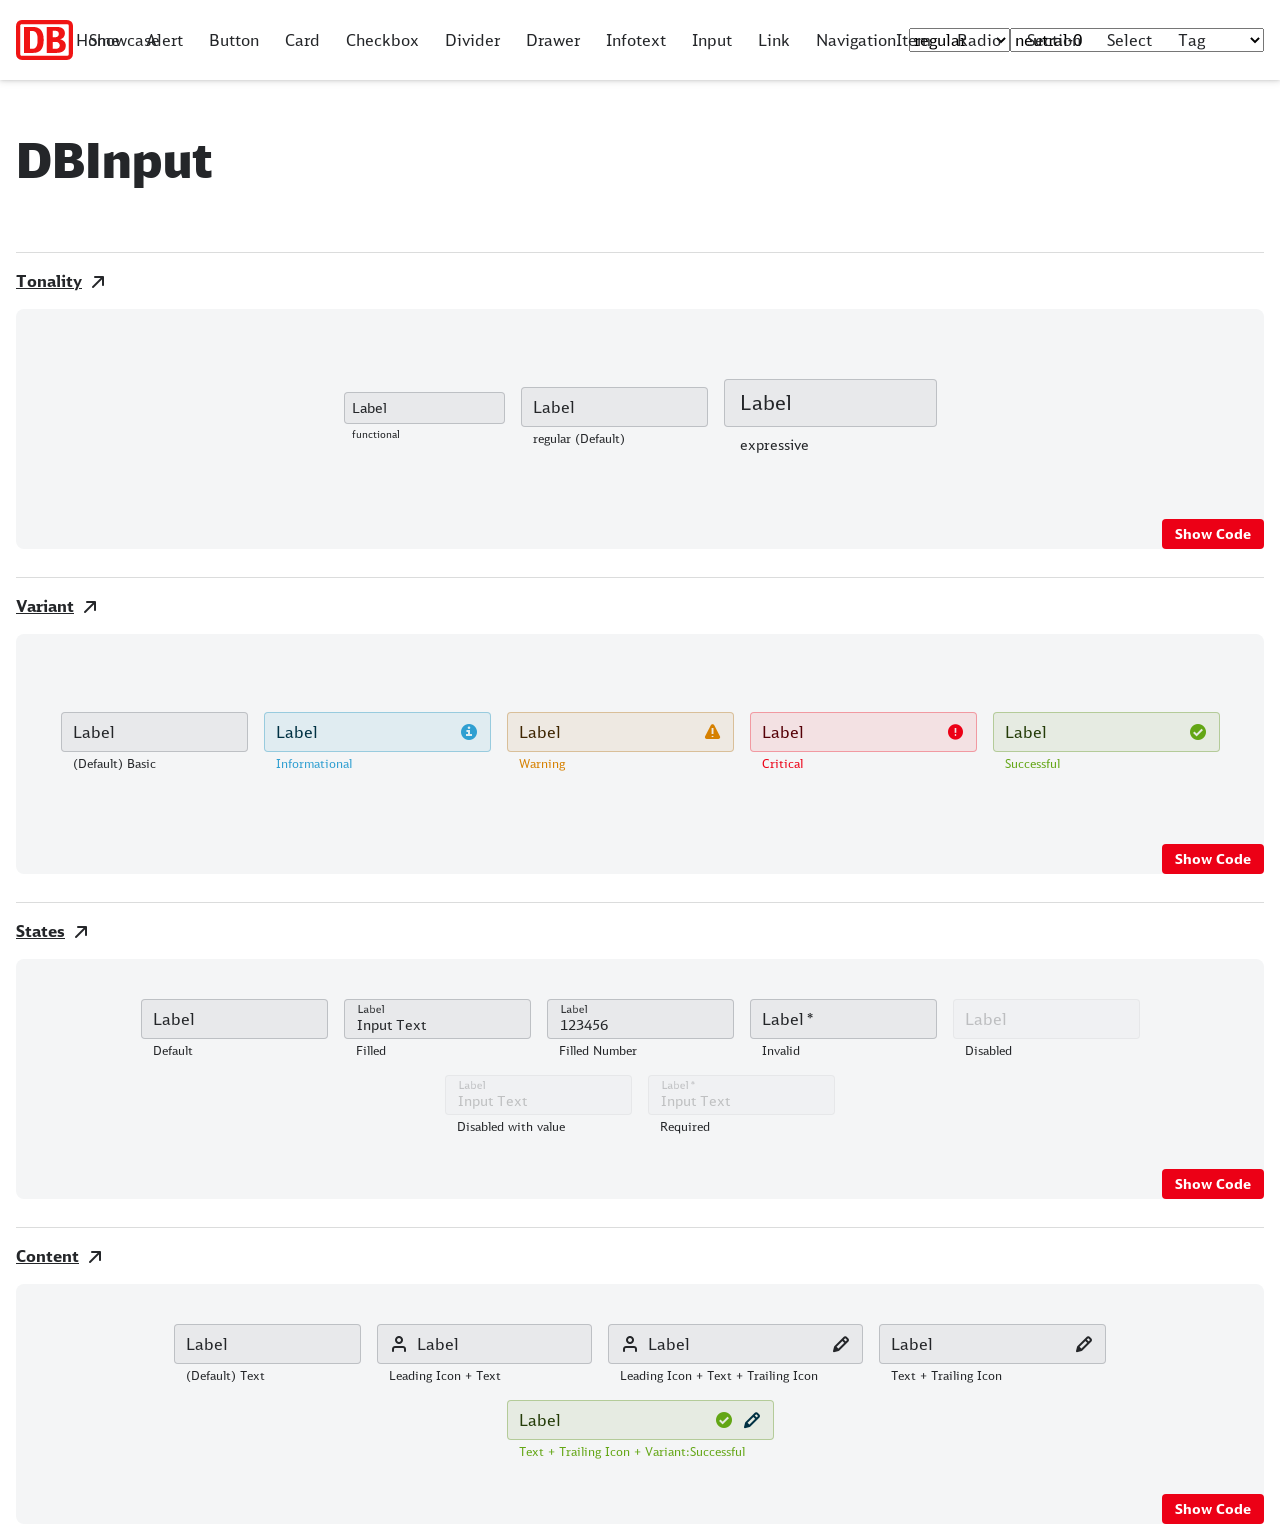 DB Home Showcase Alert Button Card Checkbox Divider Drawer Infotext Input Link NavigationItem regular Radio neutral-0 Section Select Tag
DBInput
Tonality
Label Label Label
functional regular (Default) expressive
Show Code
Variant
Label Label Label Label Label
(Default) Basic Informational Warning Critical Successful
Show Code
States
Label Label Input Text Label 123456 Label * Label
Default Filled Filled Number Invalid Disabled
Label Input Text Label * Input Text
Disabled with value Required
Show Code
Content
Label Label Label Label
(Default) Text Leading Icon + Text Leading Icon + Text + Trailing Icon Text + Trailing Icon
Label
Text + Trailing Icon + Variant:Successful
Show Code